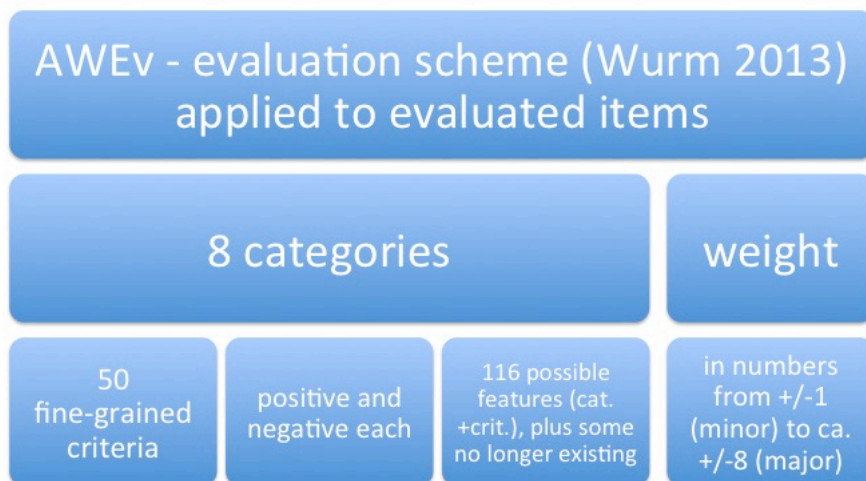 AWEv - evaluation scheme (Wurm 2013)
applied to evaluated items
8 categories
weight
50
fine-grained
criteria
positive and
negative each
116 possible
features (cat.
+crit.), plus some
no longer existing
in numbers
from +/-1
(minor) to ca.
+/-8 (major)